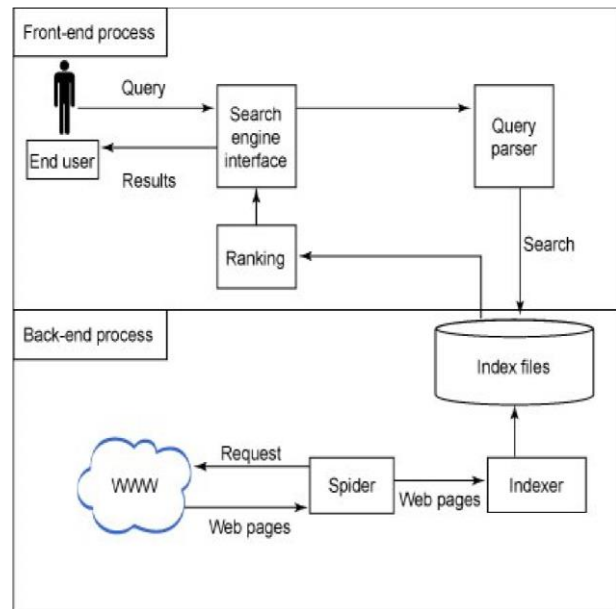 Front-end process
Query
Search
engine
interface
Query
parser
End user
Results
Ranking
Search
Back-end process
Index files
Request
WWW
Spider
Web pages
Indexer
Web pages